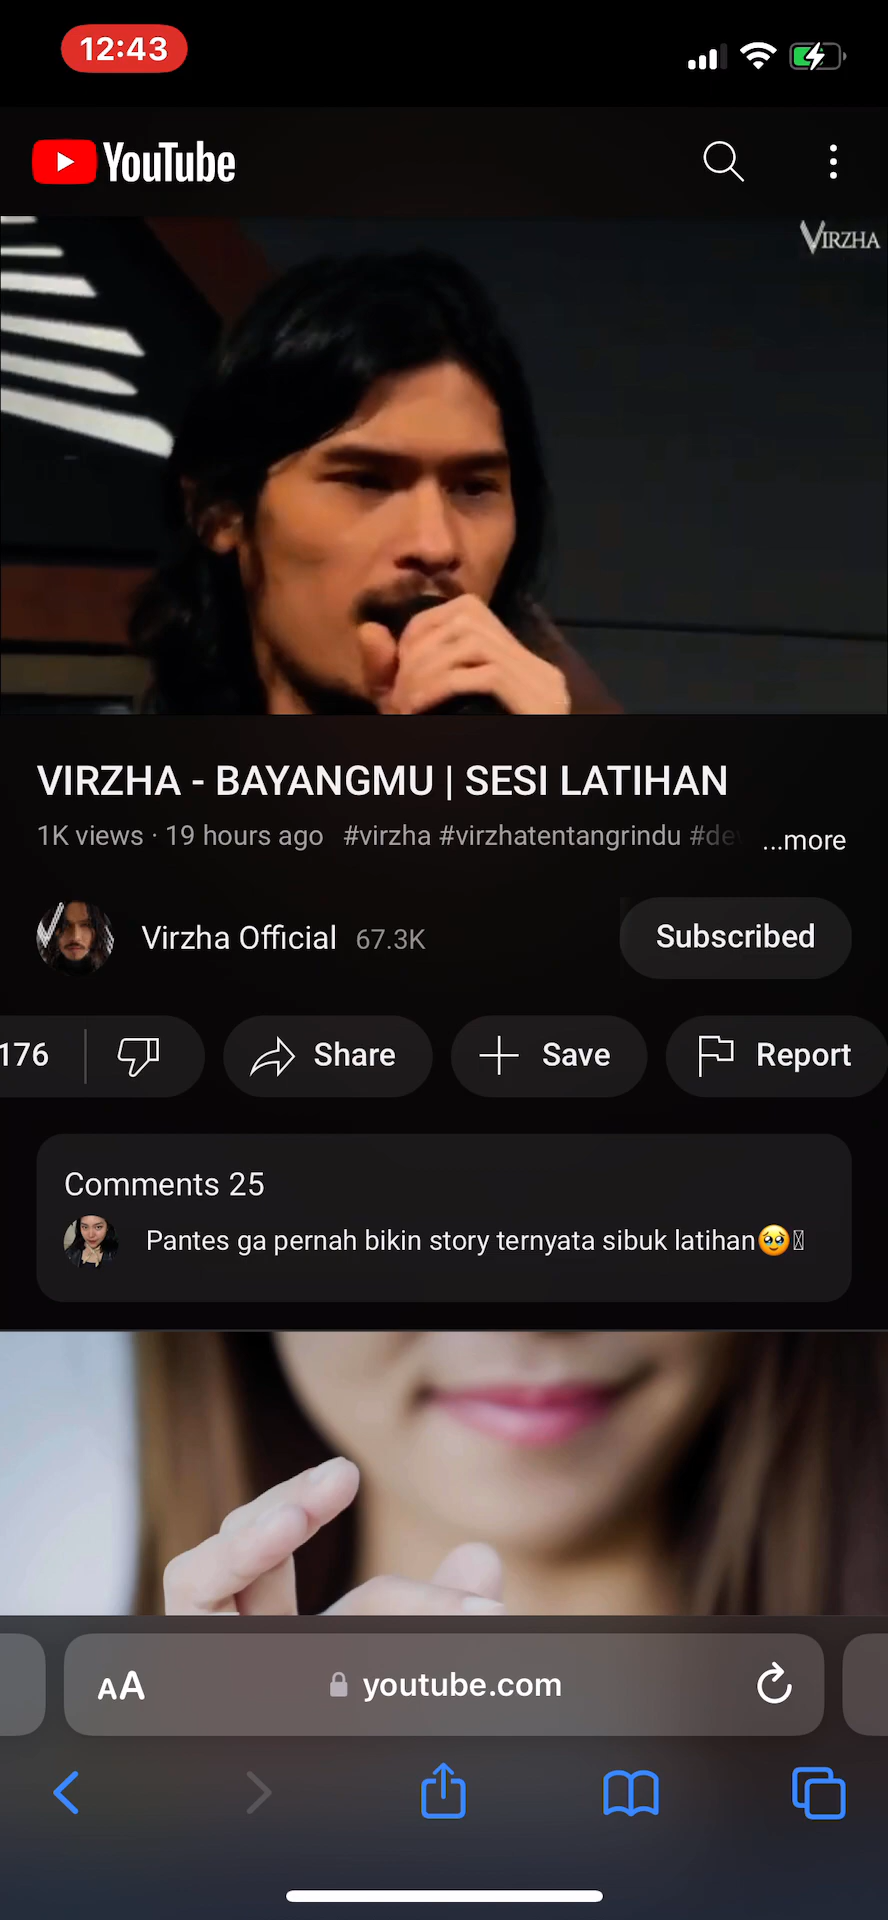 12:43
YouTube
VIRZHA
VIRZHA - BAYANGMU | SESI LATIHAN
1K views · 19 hours ago #virzha #virzhatentangrindu #de ...more
Virzha Official 67.3K Subscribed
176 Share Save Report
Comments 25
Pantes ga pernah bikin story ternyata sibuk latihan🥹
AA youtube.com